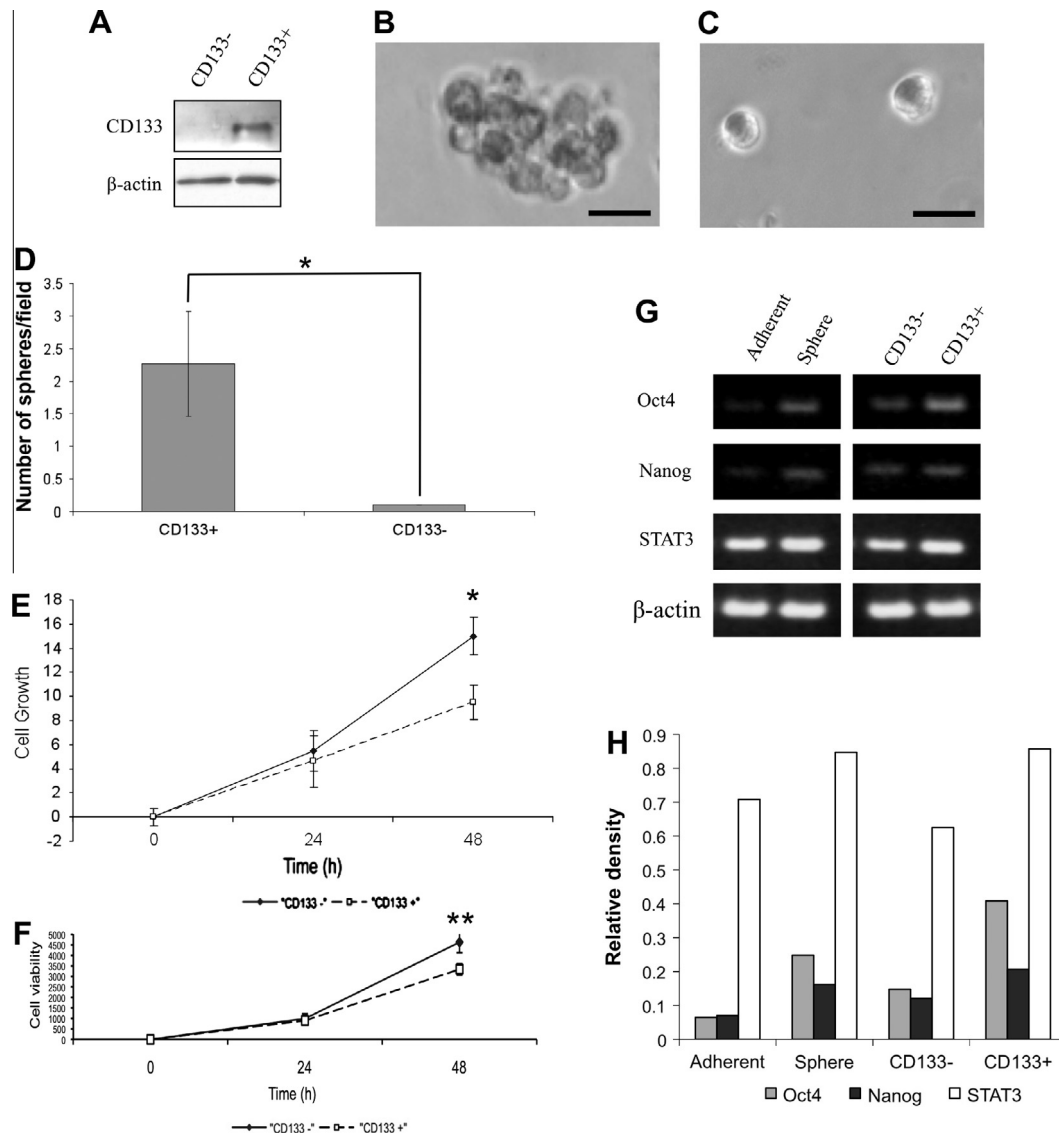 A
CD133-
CD133+
CD133
β-actin
B
C
D
*
Number of spheres/field
3.5
3
2.5
2
1.5
1
0.5
0
CD133+
CD133-
E
*
Cell Growth
18
16
14
12
10
8
6
4
2
0
-2
0
24
48
Time (h)
"CD133 -"
"CD133 +"
F
**
Cell viability
5000
4500
4000
3500
3000
2500
2000
1500
1000
500
0
0
24
48
Time (h)
"CD133 -"
"CD133 +"
G
Adherent
Sphere
CD133-
CD133+
Oct4
Nanog
STAT3
β-actin
H
Relative density
0.9
0.8
0.7
0.6
0.5
0.4
0.3
0.2
0.1
0
Adherent
Sphere
CD133-
CD133+
Oct4
Nanog
STAT3